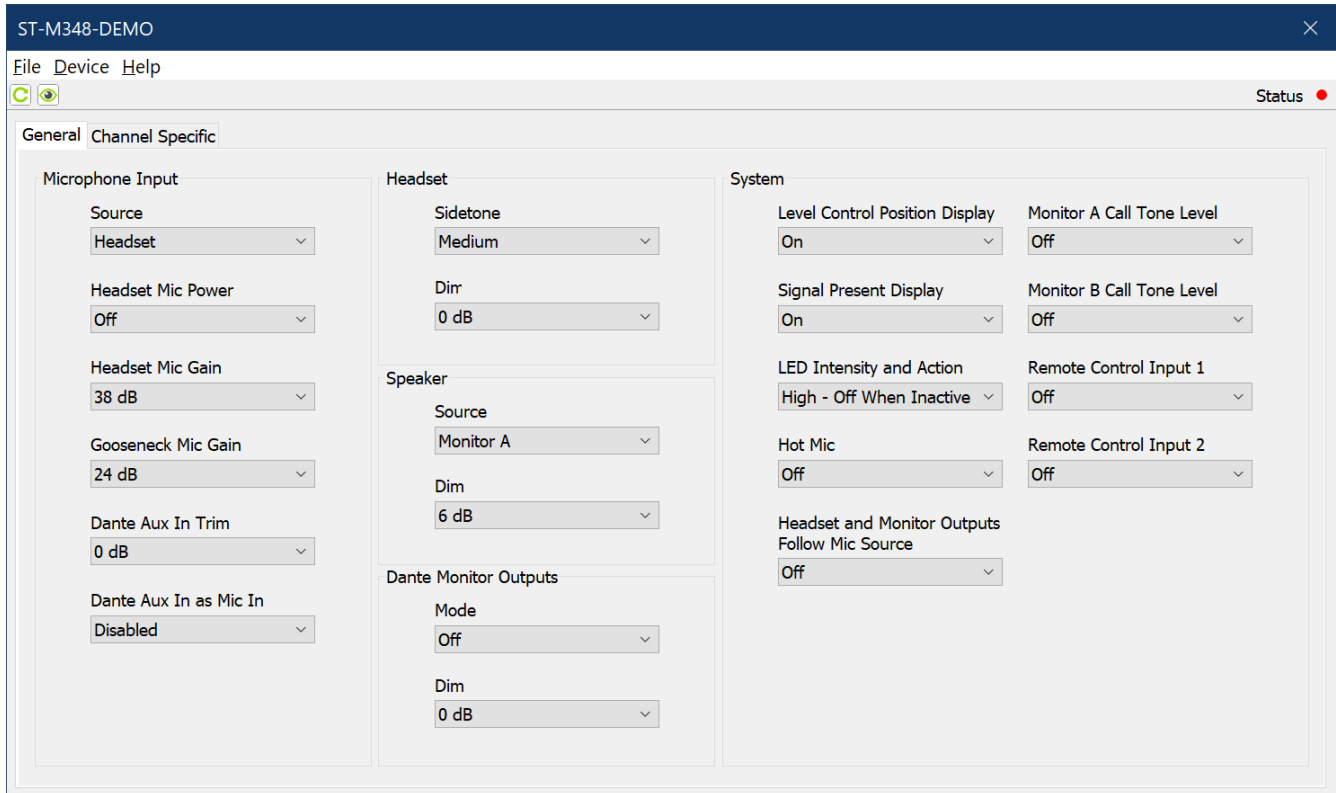 ST-M348-DEMO
File Device Help
Status
General Channel Specific
Microphone Input
Source
Headset
Headset Mic Power
Off
Headset Mic Gain
38 dB
Gooseneck Mic Gain
24 dB
Dante Aux In Trim
0 dB
Dante Aux In as Mic In
Disabled
Headset
Sidetone
Medium
Dim
0 dB
Speaker
Source
Monitor A
Dim
6 dB
Dante Monitor Outputs
Mode
Off
Dim
0 dB
System
Level Control Position Display
On
Signal Present Display
On
LED Intensity and Action
High - Off When Inactive
Hot Mic
Off
Headset and Monitor Outputs
Follow Mic Source
Off
Monitor A Call Tone Level
Off
Monitor B Call Tone Level
Off
Remote Control Input 1
Off
Remote Control Input 2
Off